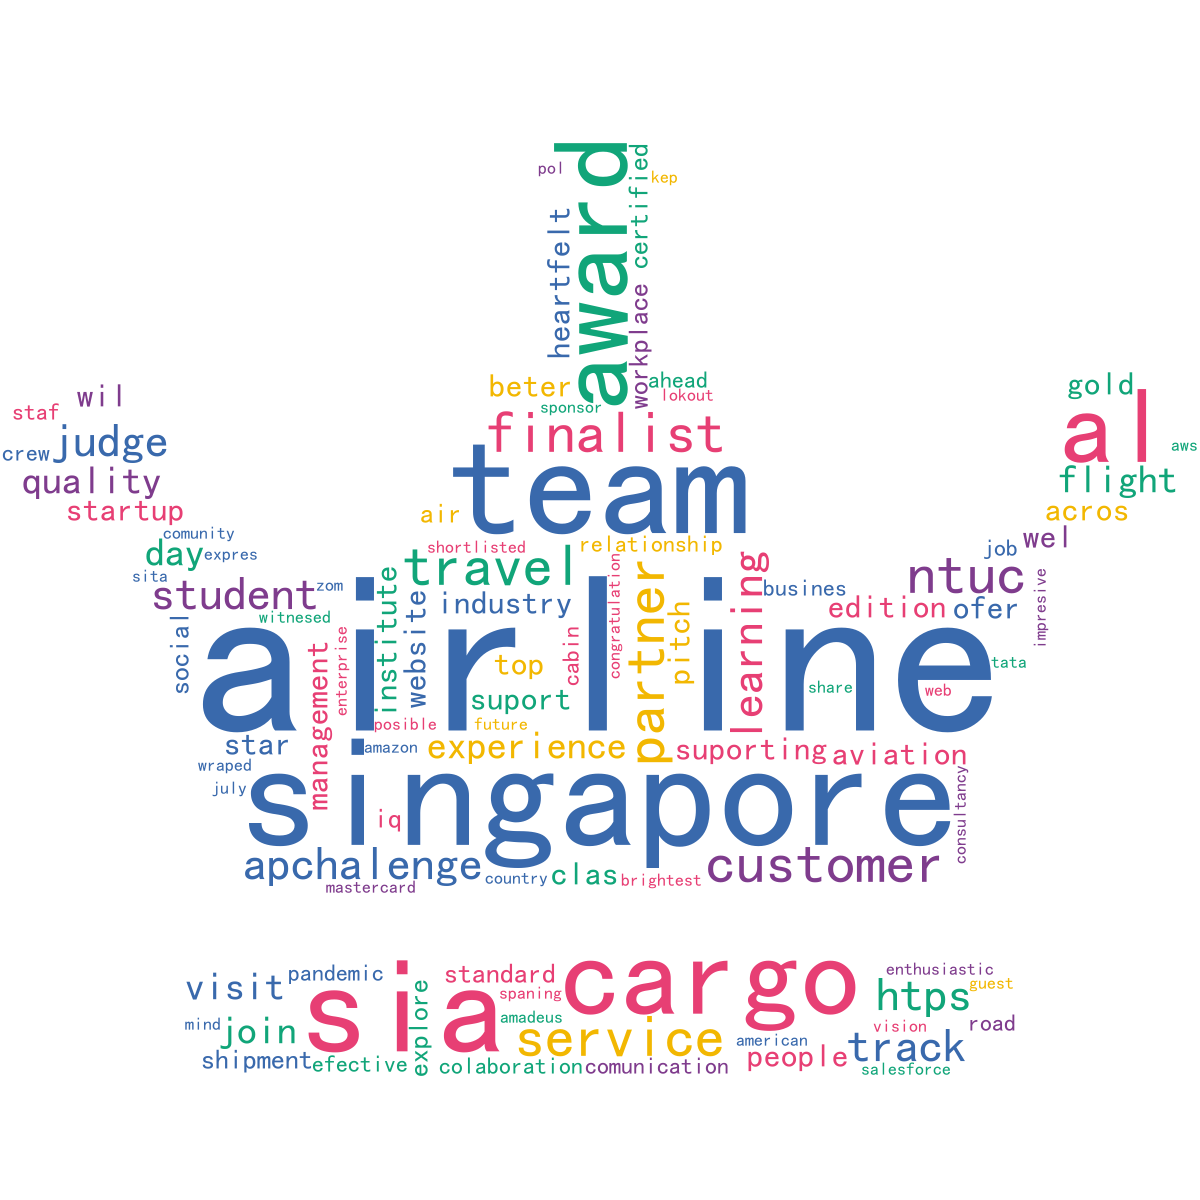 pol
award
certified
kep
heartfelt
workplace
beter
ahead
lokout
sponsor
finalist
team
wil
staf
judge
crew
quality
startup
comunity
day
expres
sita
student
zom
witnesed
social
gold
al
aws
flight
acros
wel
job
ntuc
busines
edition
ofer
impresive
tata
air
shortlisted
relationship
travel
institute
website
industry
congratulation
cabin
partner
pitch
learning
airline
management
enterprise
top
suport
share
web
posible
future
star
amazon
experience
suporting
aviation
wraped
july
singapore
iq
consultancy
apchalenge
mastercard
country
clas
brightest
customer
visit
pandemic
sia
explore
standard
spaning
amadeus
cargo
enthusiastic
guest
htps
mind
join
service
vision
road
american
track
shipment
efective
colaboration
comunication
people
salesforce